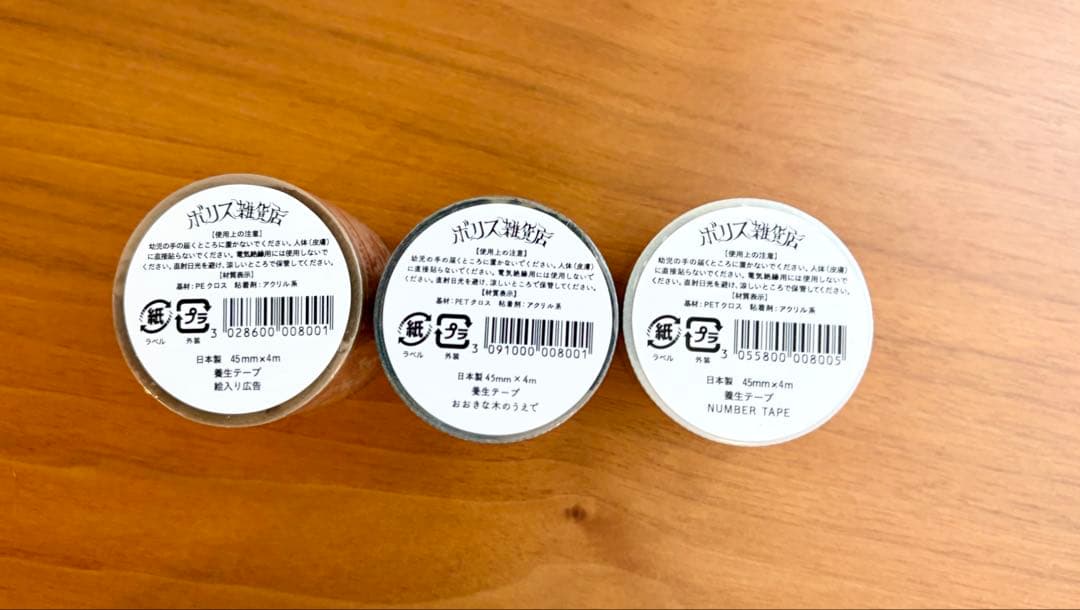 ボリス雑貨店
【使用上の注意】
幼児の手の届くところに置かないでください。人体（皮膚）
に直接貼らないでください。電気絶縁用には使用しないで
ください。直射日光を避け、涼しいところで保管してください。
【材質表示】
基材：PEクロス 粘着剤：アクリル系
紙 プラ
ラベル 外装
3 028600 008001
日本製 45mm×4m
養生テープ
絵入り広告
ボリス雑貨店
【使用上の注意】
幼児の手の届くところに置かないでください。人体（皮膚）
に直接貼らないでください。電気絶縁用には使用しないで
ください。直射日光を避け、涼しいところで保管してください。
【材質表示】
基材：PETクロス 粘着剤：アクリル系
紙 プラ
ラベル 外装
3 091000 008001
日本製 45mm×4m
養生テープ
おおきな木のうえで
ボリス雑貨店
【使用上の注意】
幼児の手の届くところに置かないでください。人体（皮膚）
に直接貼らないでください。電気絶縁用には使用しないで
ください。直射日光を避け、涼しいところで保管してください。
【材質表示】
基材：PETクロス 粘着剤：アクリル系
紙 プラ
ラベル 外装
3 055800 008005
日本製 45mm×4m
養生テープ
NUMBER TAPE